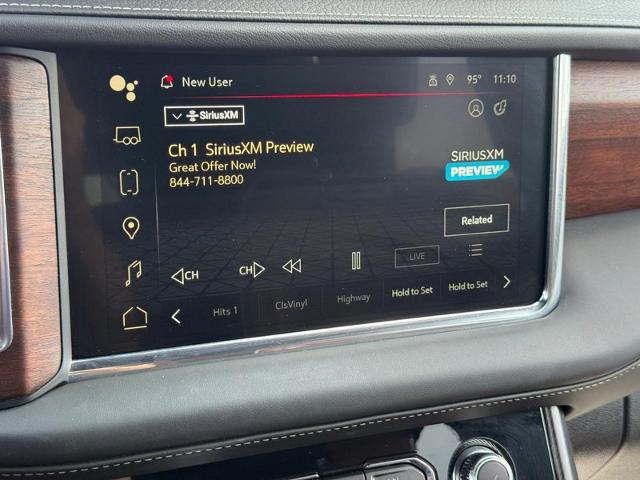 New User
95° 11:10
SiriusXM
Ch 1 SiriusXM Preview
Great Offer Now!
844-711-8800
SIRIUSXM
PREVIEW
Related
CH
CH
LIVE
Hits 1
ClsVinyl
Highway
Hold to Set
Hold to Set